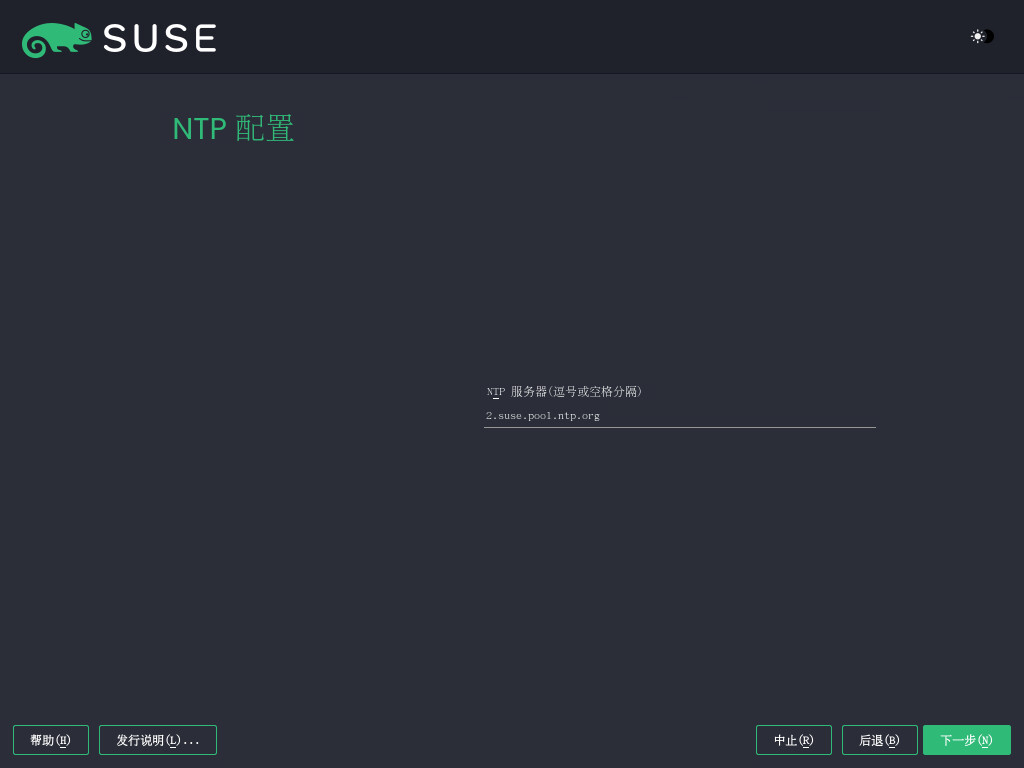 SUSE
NTP 配置
NTP 服务器(逗号或空格分隔)
2.suse.pool.ntp.org
帮助(H) 发行说明(L)... 中止(R) 后退(B) 下一步(N)